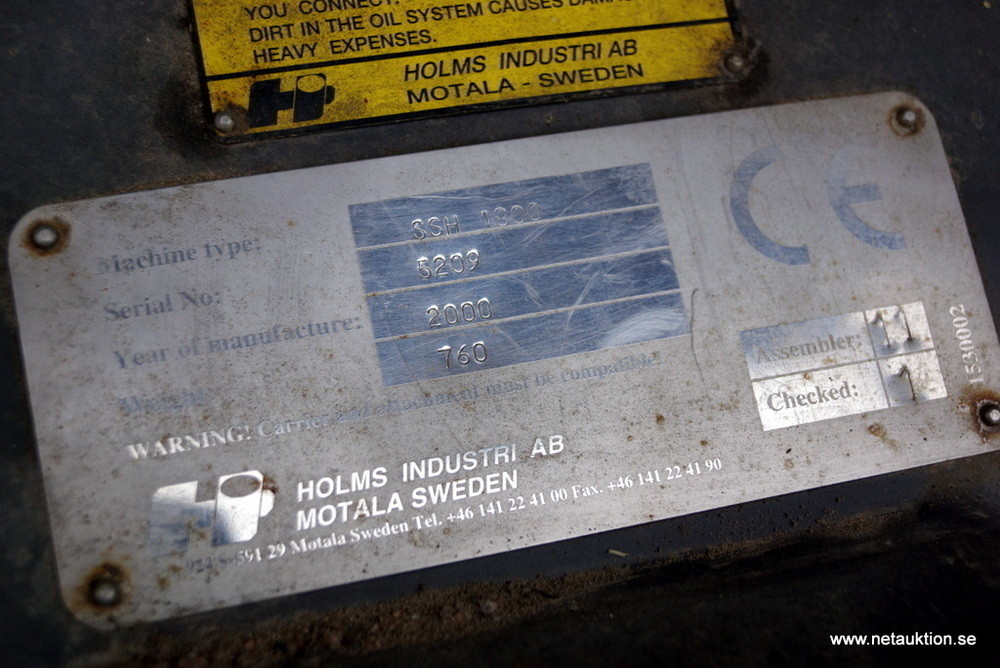 YOU CONNECT.
DIRT IN THE OIL SYSTEM CAUSES
HEAVY EXPENSES.
HOLMS INDUSTRI AB
MOTALA - SWEDEN
CE
Machine type: SSH
Serial No: 5209
Year of manufacture: 2000
Weight: 760
WARNING! Carrier and attachment must be compatible
Assembler: 11
Checked: 1
1530002
HOLMS INDUSTRI AB
MOTALA SWEDEN
591 29 Motala Sweden Tel. +46 141 22 41 00 Fax. +46 141 22 41 90
www.netauktion.se